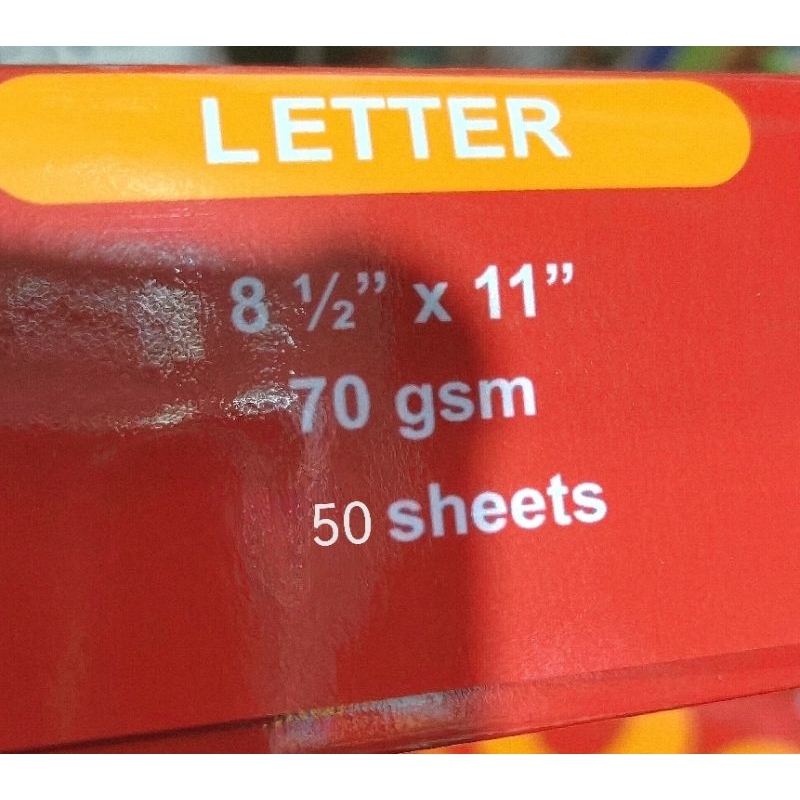 LETTER
8 ½” x 11”
70 gsm
50 sheets